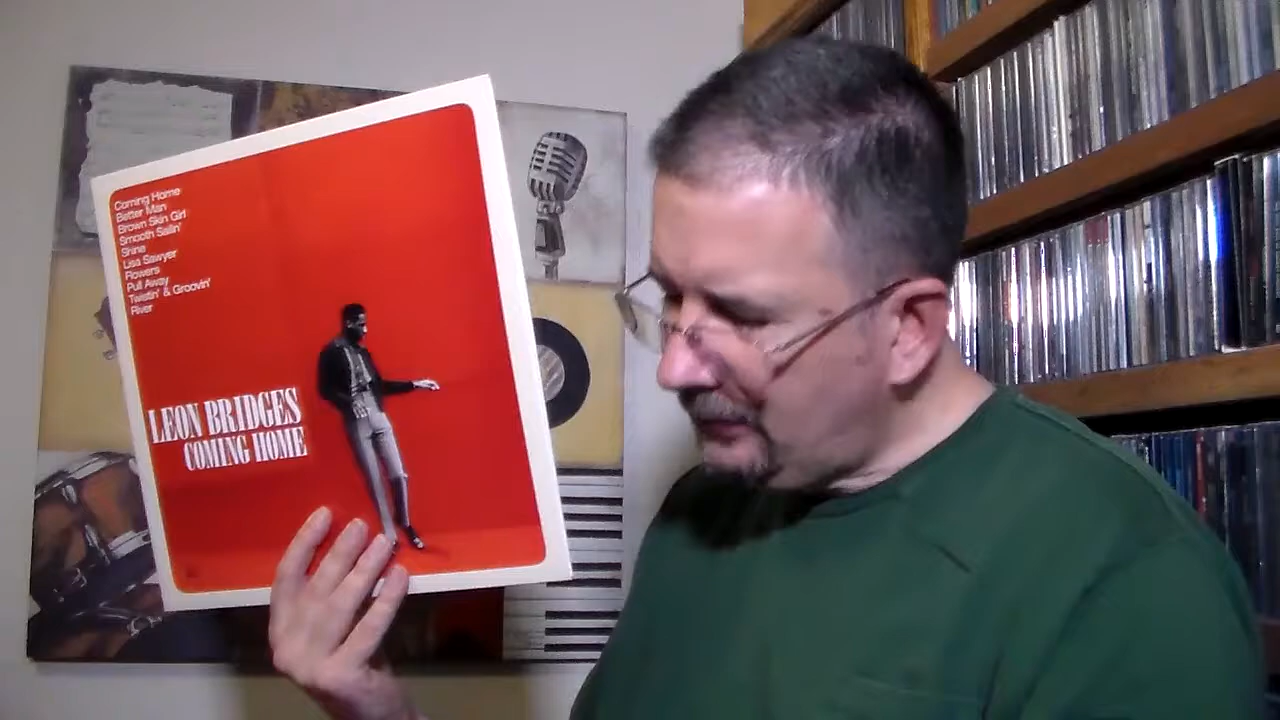 Coming Home
Better Man
Brown Skin Girl
Smooth Sailin'
Shine
Lisa Sawyer
Flowers
Pull Away
Twistin' & Groovin'
River
LEON BRIDGES
COMING HOME